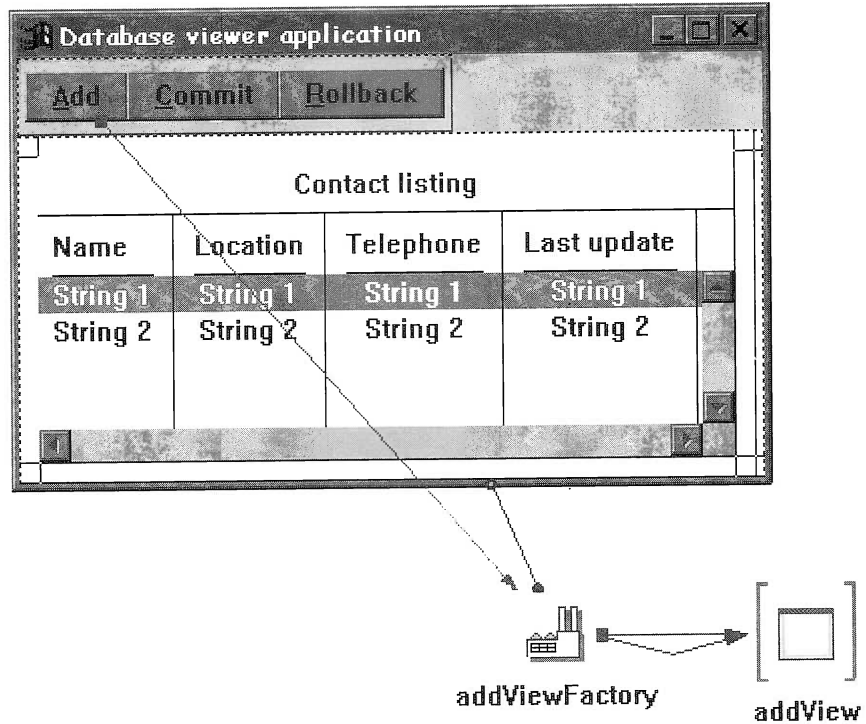 Database viewer application
Add Commit Rollback
Contact listing
Name Location Telephone Last update
String 1 String 1 String 1 String 1
String 2 String 2 String 2 String 2
addViewFactory
addView